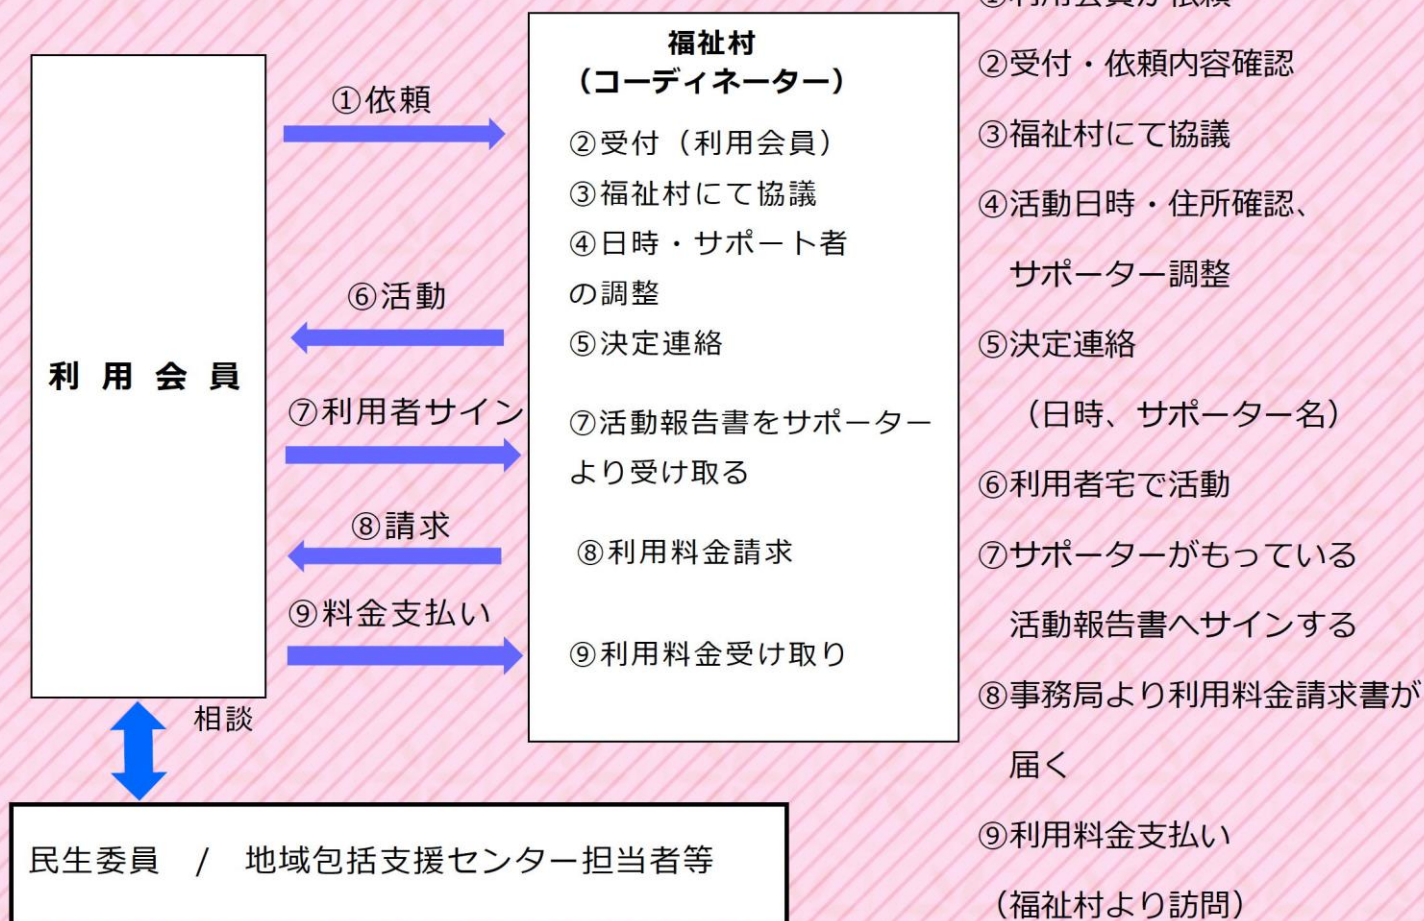 利用会員
①依頼
⑥活動
⑦利用者サイン
⑧請求
⑨料金支払い
福祉村
（コーディネーター）
②受付（利用会員）
③福祉村にて協議
④日時・サポート者
の調整
⑤決定連絡
⑦活動報告書をサポーター
より受け取る
⑧利用料金請求
⑨利用料金受け取り
相談
民生委員　/　地域包括支援センター担当者等
①利用会員が依頼
②受付・依頼内容確認
③福祉村にて協議
④活動日時・住所確認、
サポーター調整
⑤決定連絡
（日時、サポーター名）
⑥利用者宅で活動
⑦サポーターがもっている
活動報告書へサインする
⑧事務局より利用料金請求書が
届く
⑨利用料金支払い
（福祉村より訪問）